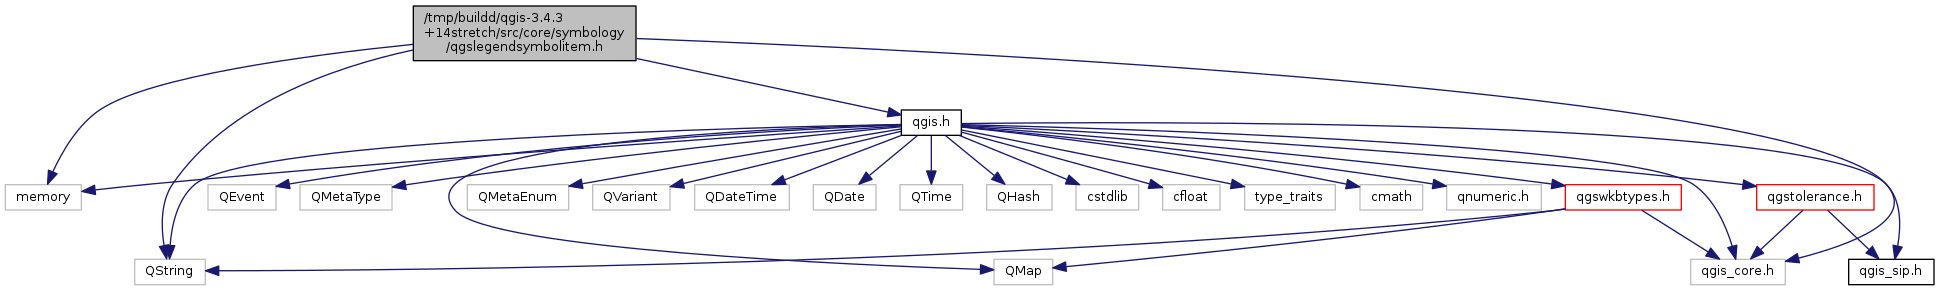 /tmp/buildd/qgis-3.4.3
+14stretch/src/core/symbology
/qgslegendsymbolitem.h
qgis.h
memory
QEvent
QMetaType
QMetaEnum
QVariant
QDateTime
QDate
QTime
QHash
cstdlib
cfloat
type_traits
cmath
qnumeric.h
qgswkbtypes.h
qgstolerance.h
QString
QMap
qgis_core.h
qgis_sip.h